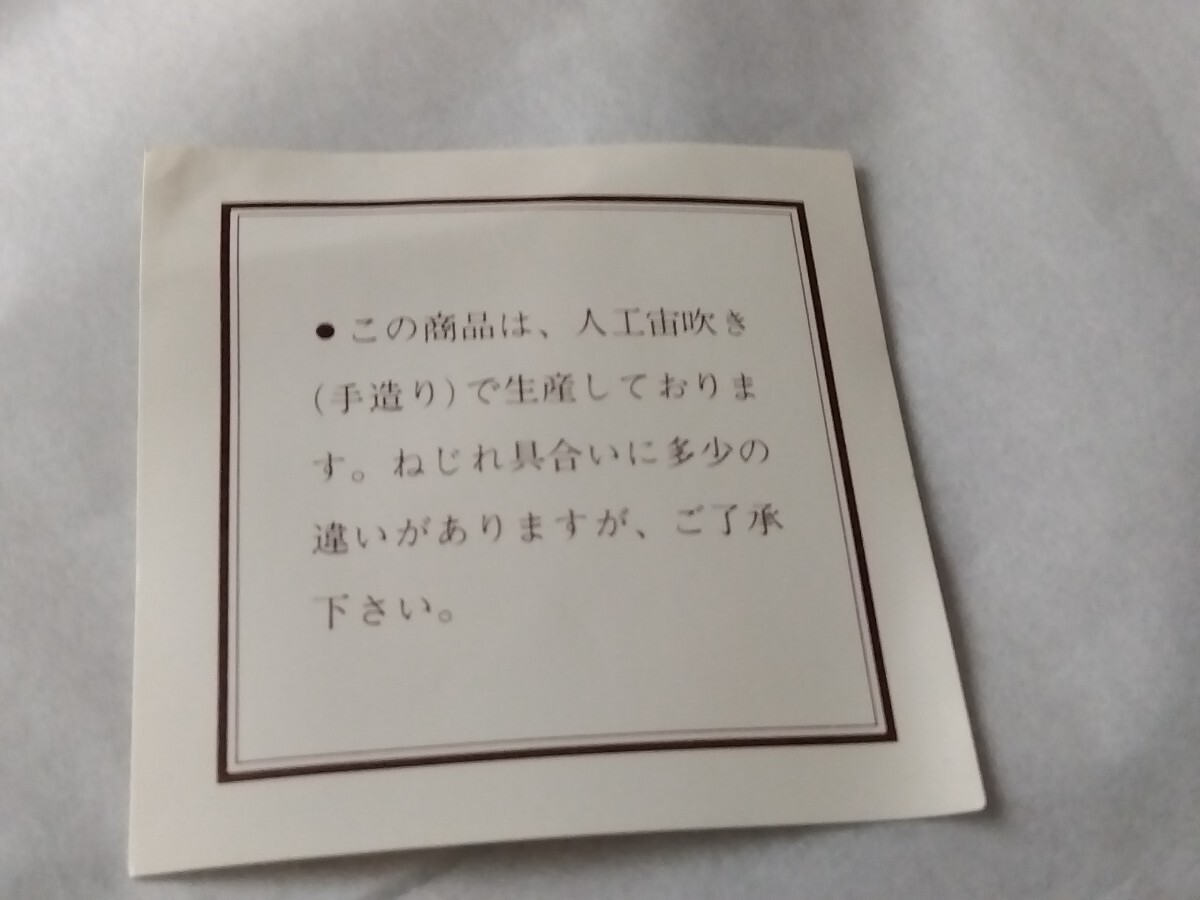 ●この商品は、人工宙吹き
(手造り)で生産しておりま
す。ねじれ具合いに多少の
違いがありますが、ご了承
下さい。